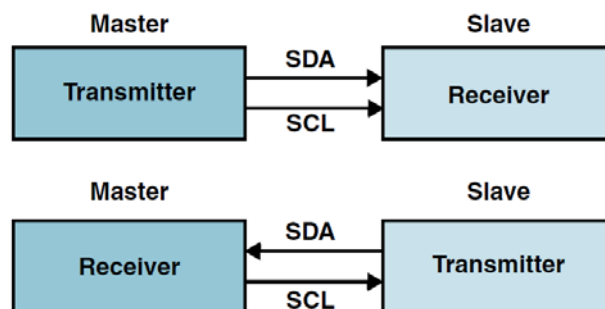 Master Slave
SDA
Transmitter Receiver
SCL
Master Slave
SDA
Receiver Transmitter
SCL